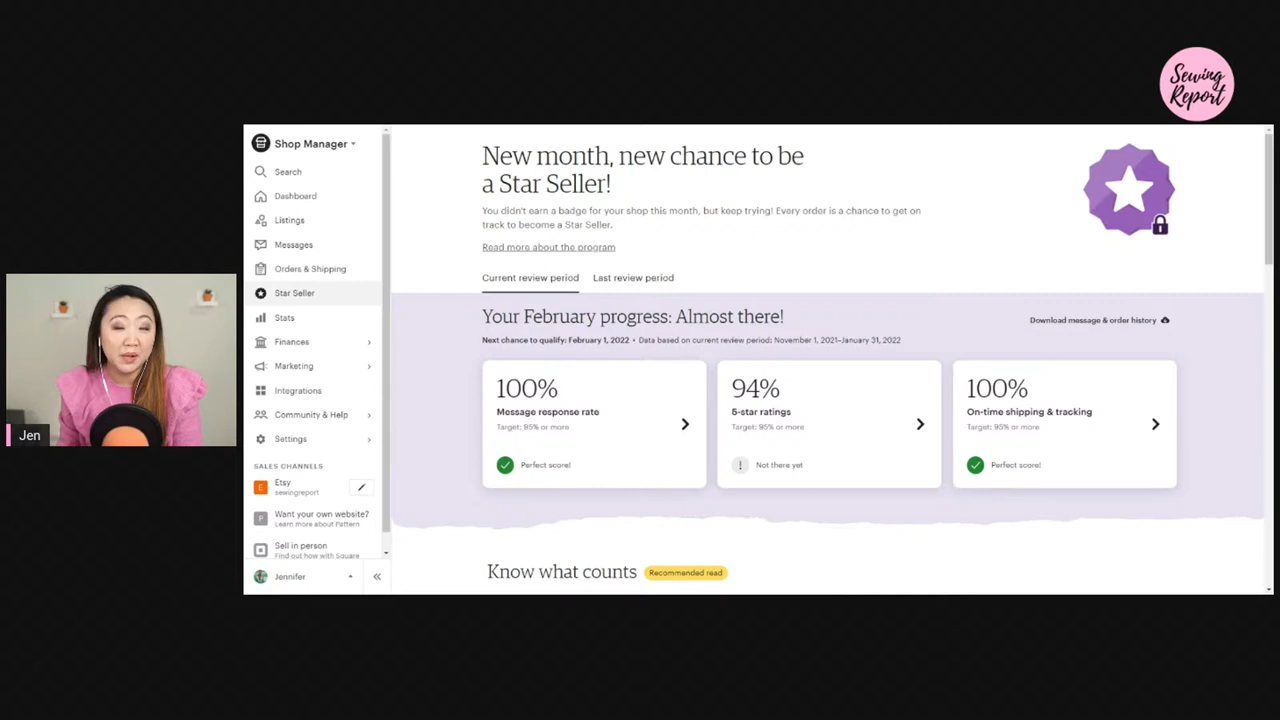 Sewing
Report
Shop Manager
Search
Dashboard
Listings
Messages
Orders & Shipping
Star Seller
Stats
Finances
Marketing
Integrations
Community & Help
Settings
SALES CHANNELS
E
Etsy
sewingreport
P
Want your own website?
Learn more about Pattern
Sell in person
Find out how with Square
Jennifer
New month, new chance to be
a Star Seller!
You didn't earn a badge for your shop this month, but keep trying! Every order is a chance to get on
track to become a Star Seller.
Read more about the program
Current review period
Last review period
Your February progress: Almost there!
Download message & order history
Next chance to qualify: February 1, 2022 • Data based on current review period: November 1, 2021–January 31, 2022
100%
Message response rate
Target: 95% or more
Perfect score!
94%
5-star ratings
Target: 95% or more
! Not there yet
100%
On-time shipping & tracking
Target: 95% or more
Perfect score!
Know what counts
Recommended read
Jen